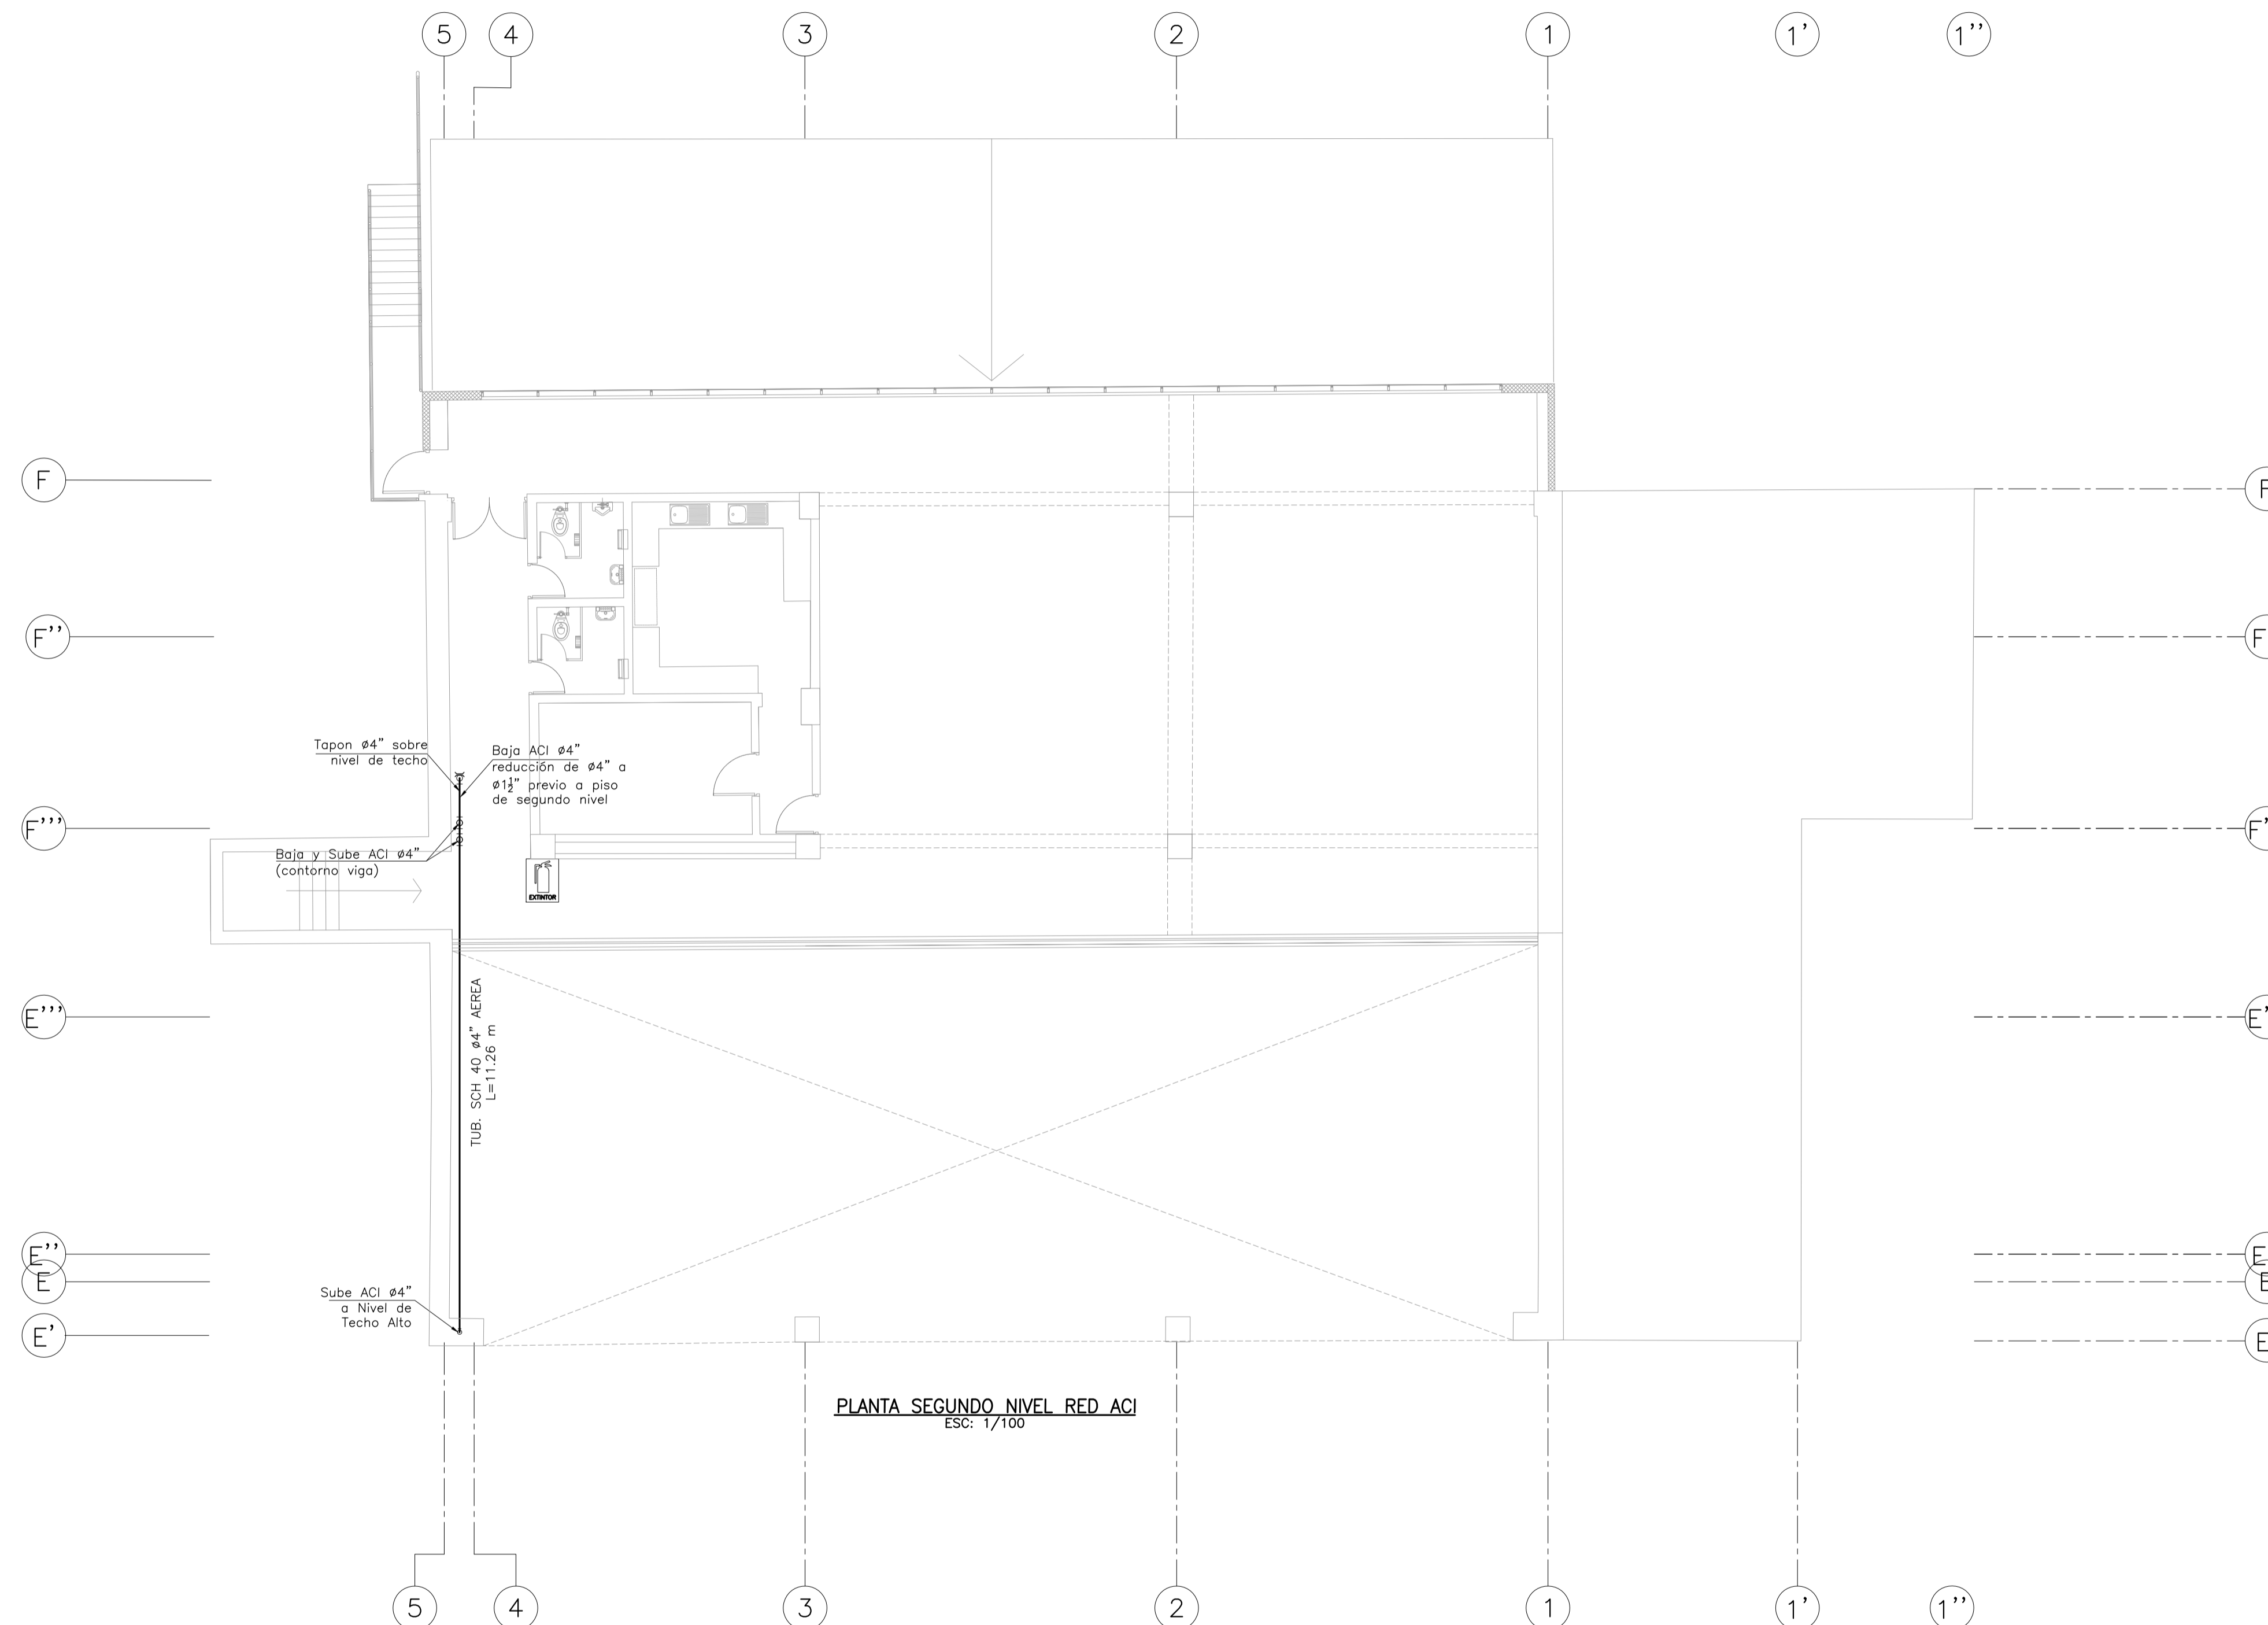 5 4 3 2 1 1' 1''
F F
F'' F
Tapon ø4" sobre
nivel de techo
Baja ACI ø4"
reducción de ø4" a
ø1½" previo a piso
de segundo nivel
F''' F'
Baja y Sube ACI ø4"
(contorno viga)
EXTINTOR
TUB. SCH 40 ø4" AEREA
L=11.26 m
E''' E'
E'' E
E E
Sube ACI ø4"
a Nivel de
Techo Alto
E' E
PLANTA SEGUNDO NIVEL RED ACI
ESC: 1/100
5 4 3 2 1 1' 1''